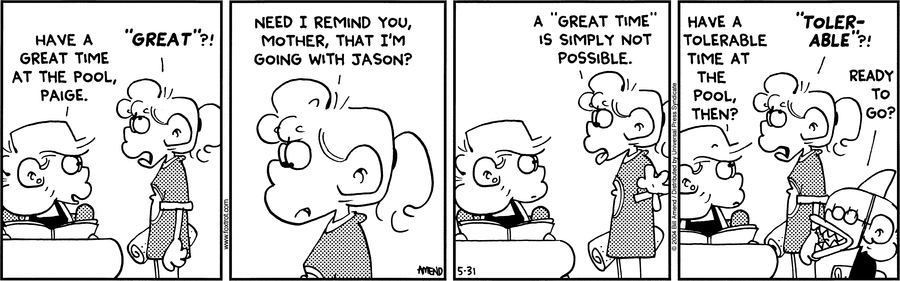 HAVE A
GREAT TIME
AT THE POOL,
PAIGE.
"GREAT"?!
www.foxtrot.com
NEED I REMIND YOU,
MOTHER, THAT I'M
GOING WITH JASON?
AMEND
A "GREAT TIME"
IS SIMPLY NOT
POSSIBLE.
5-31
© 2004 Bill Amend / Distributed by Universal Press Syndicate
HAVE A
TOLERABLE
TIME AT
THE
POOL,
THEN?
"TOLER-
ABLE"?!
READY
TO
GO?